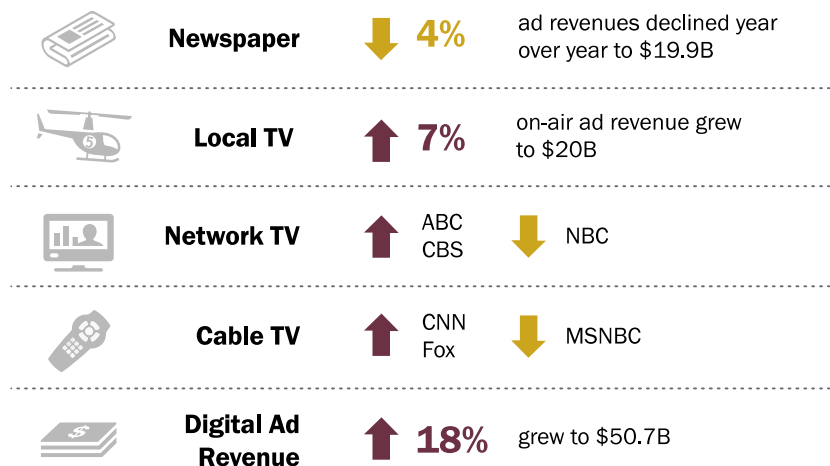 Newspaper
4%
ad revenues declined year
over year to $19.9B
5
Local TV
7%
on-air ad revenue grew
to $20B
Network TV
ABC
CBS
NBC
Cable TV
CNN
Fox
MSNBC
$
Digital Ad
Revenue
18%
grew to $50.7B